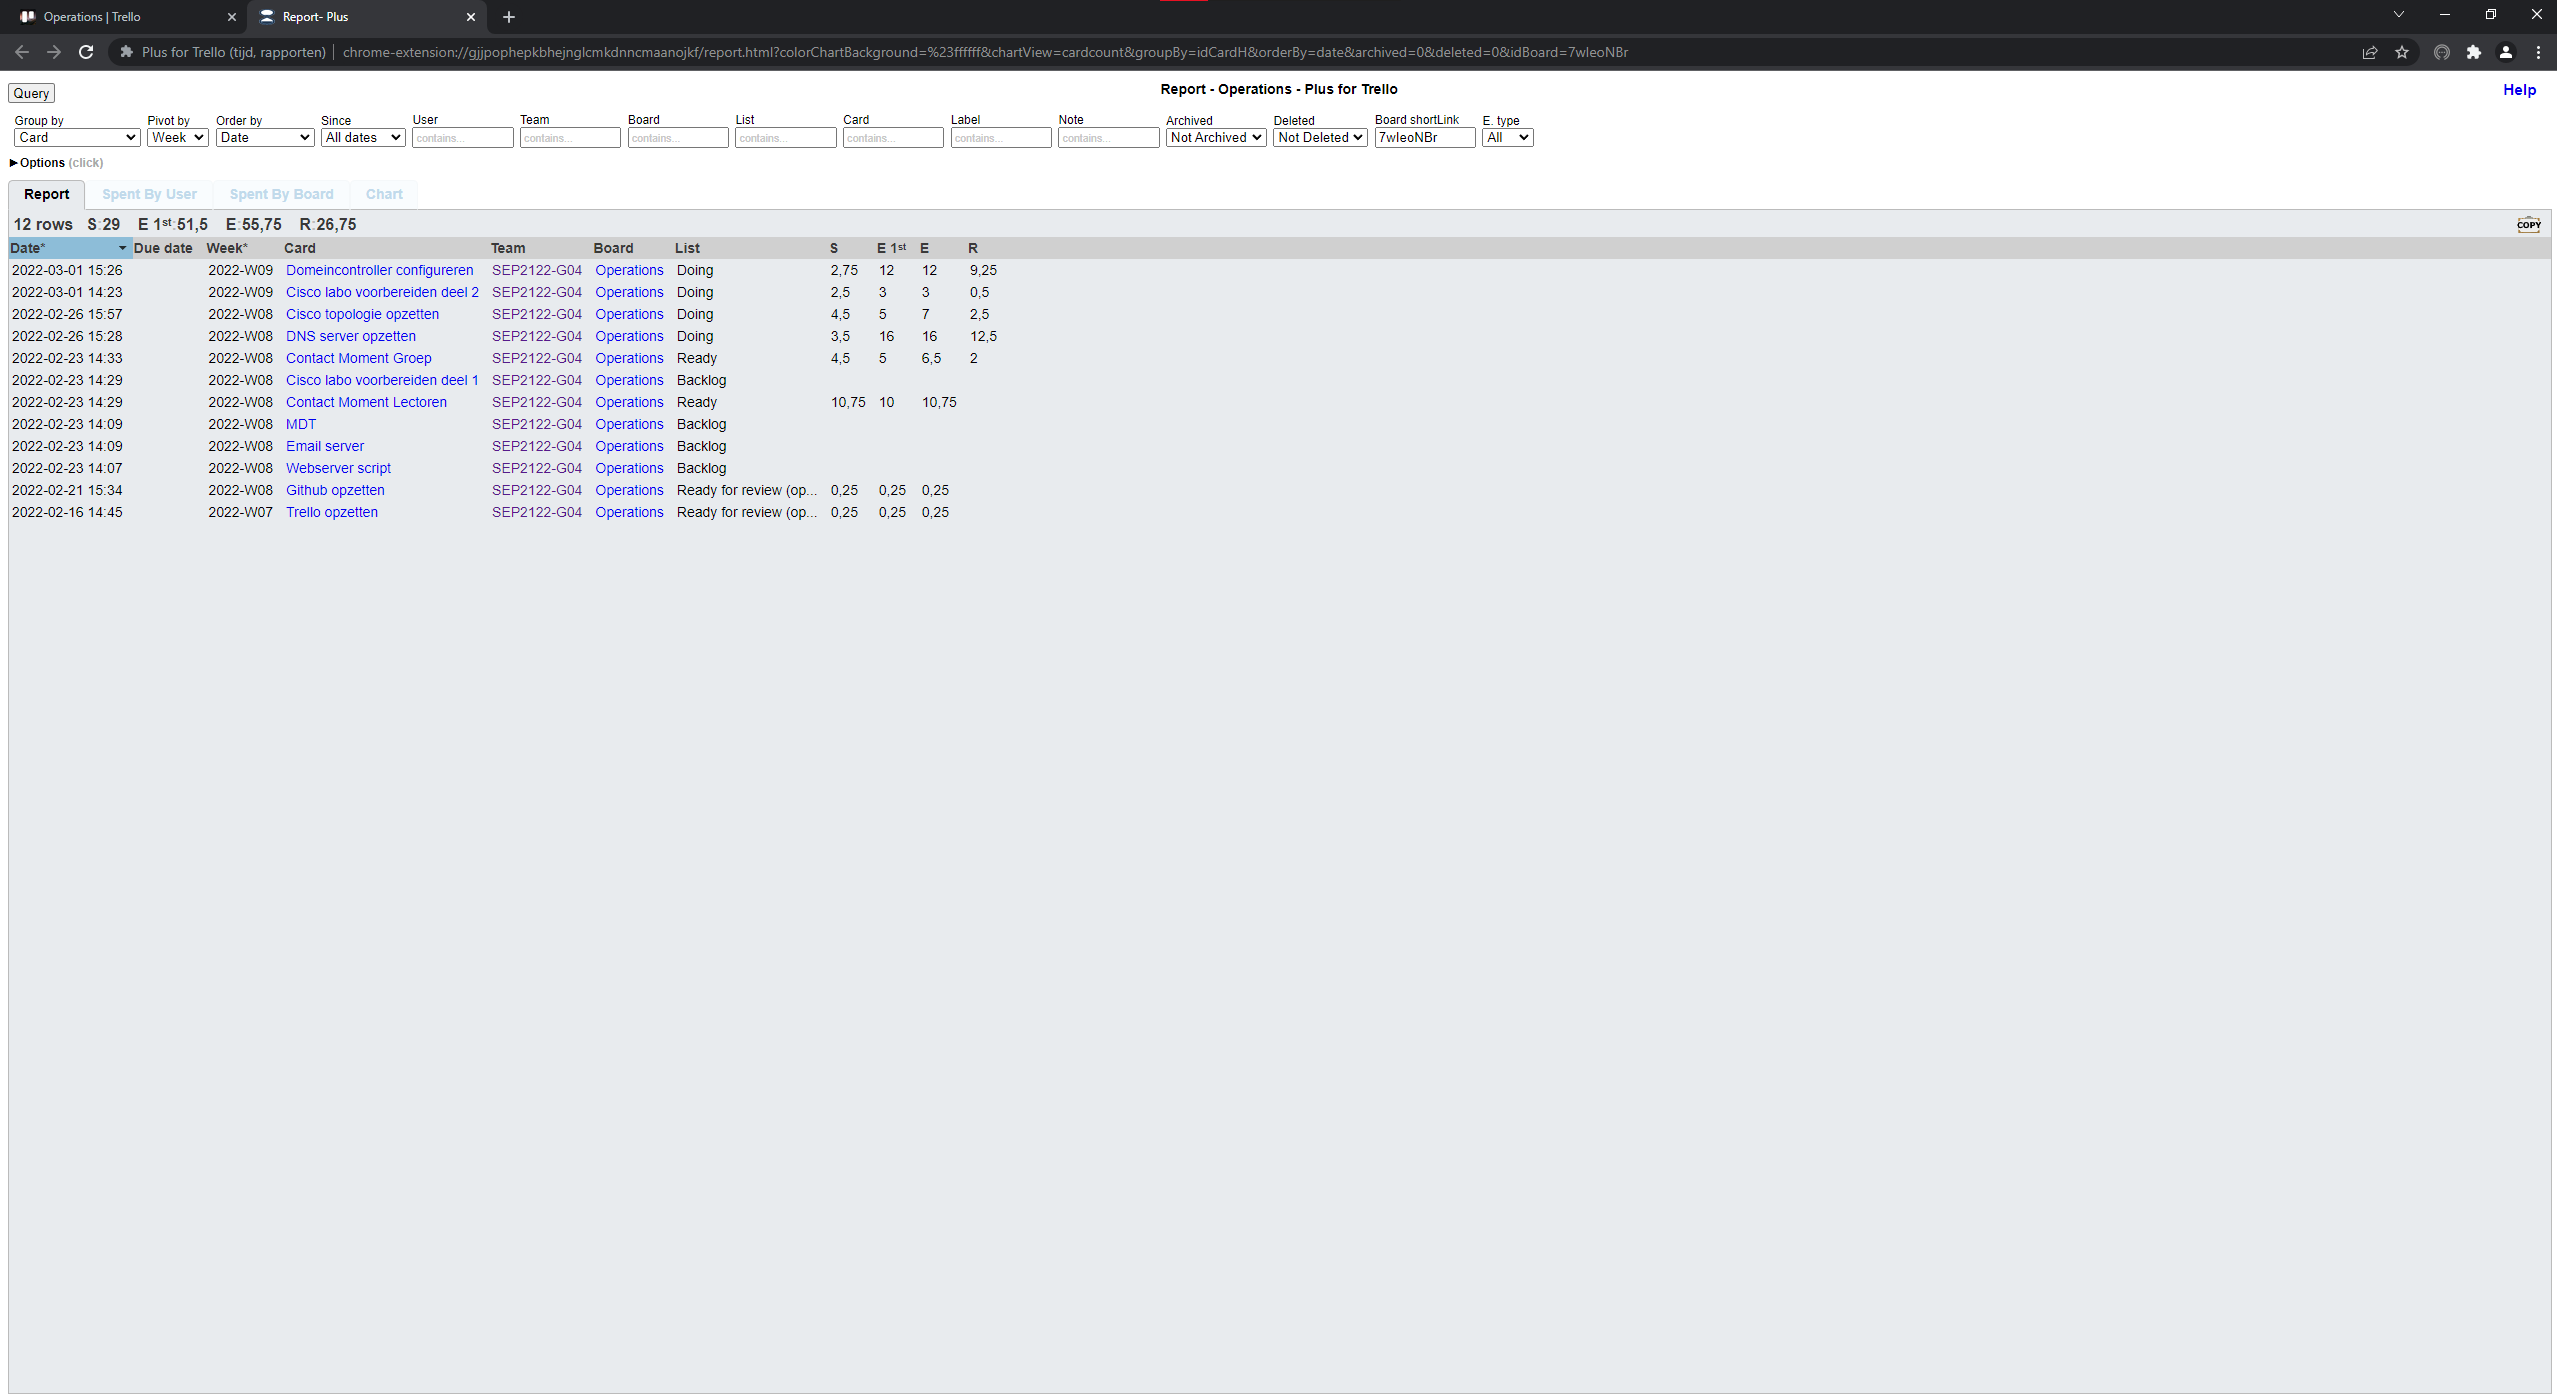 Operations | Trello
Report- Plus
Plus for Trello (tijd, rapporten) | chrome-extension://gjjpophepkbhejnglcmkdnncmaanojkf/report.html?colorChartBackground=%23ffffff&chartView=cardcount&groupBy=idCardH&orderBy=date&archived=0&deleted=0&idBoard=7wIeoNBr
Query
Report - Operations - Plus for Trello
Help
Group by Pivot by Order by Since User Team Board List Card Label Note Archived Deleted Board shortLink E. type
Card Week Date All dates contains... contains... contains... contains... contains... contains... contains... Not Archived Not Deleted 7wIeoNBr All
▶Options (click)
Report Spent By User Spent By Board Chart
12 rows S:29 E 1st:51,5 E:55,75 R:26,75
COPY
Date* Due date Week* Card Team Board List S E 1st E R
2022-03-01 15:26 2022-W09 Domeincontroller configureren SEP2122-G04 Operations Doing 2,75 12 12 9,25
2022-03-01 14:23 2022-W09 Cisco labo voorbereiden deel 2 SEP2122-G04 Operations Doing 2,5 3 3 0,5
2022-02-26 15:57 2022-W08 Cisco topologie opzetten SEP2122-G04 Operations Doing 4,5 5 7 2,5
2022-02-26 15:28 2022-W08 DNS server opzetten SEP2122-G04 Operations Doing 3,5 16 16 12,5
2022-02-23 14:33 2022-W08 Contact Moment Groep SEP2122-G04 Operations Ready 4,5 5 6,5 2
2022-02-23 14:29 2022-W08 Cisco labo voorbereiden deel 1 SEP2122-G04 Operations Backlog
2022-02-23 14:29 2022-W08 Contact Moment Lectoren SEP2122-G04 Operations Ready 10,75 10 10,75
2022-02-23 14:09 2022-W08 MDT SEP2122-G04 Operations Backlog
2022-02-23 14:09 2022-W08 Email server SEP2122-G04 Operations Backlog
2022-02-23 14:07 2022-W08 Webserver script SEP2122-G04 Operations Backlog
2022-02-21 15:34 2022-W08 Github opzetten SEP2122-G04 Operations Ready for review (op... 0,25 0,25 0,25
2022-02-16 14:45 2022-W07 Trello opzetten SEP2122-G04 Operations Ready for review (op... 0,25 0,25 0,25